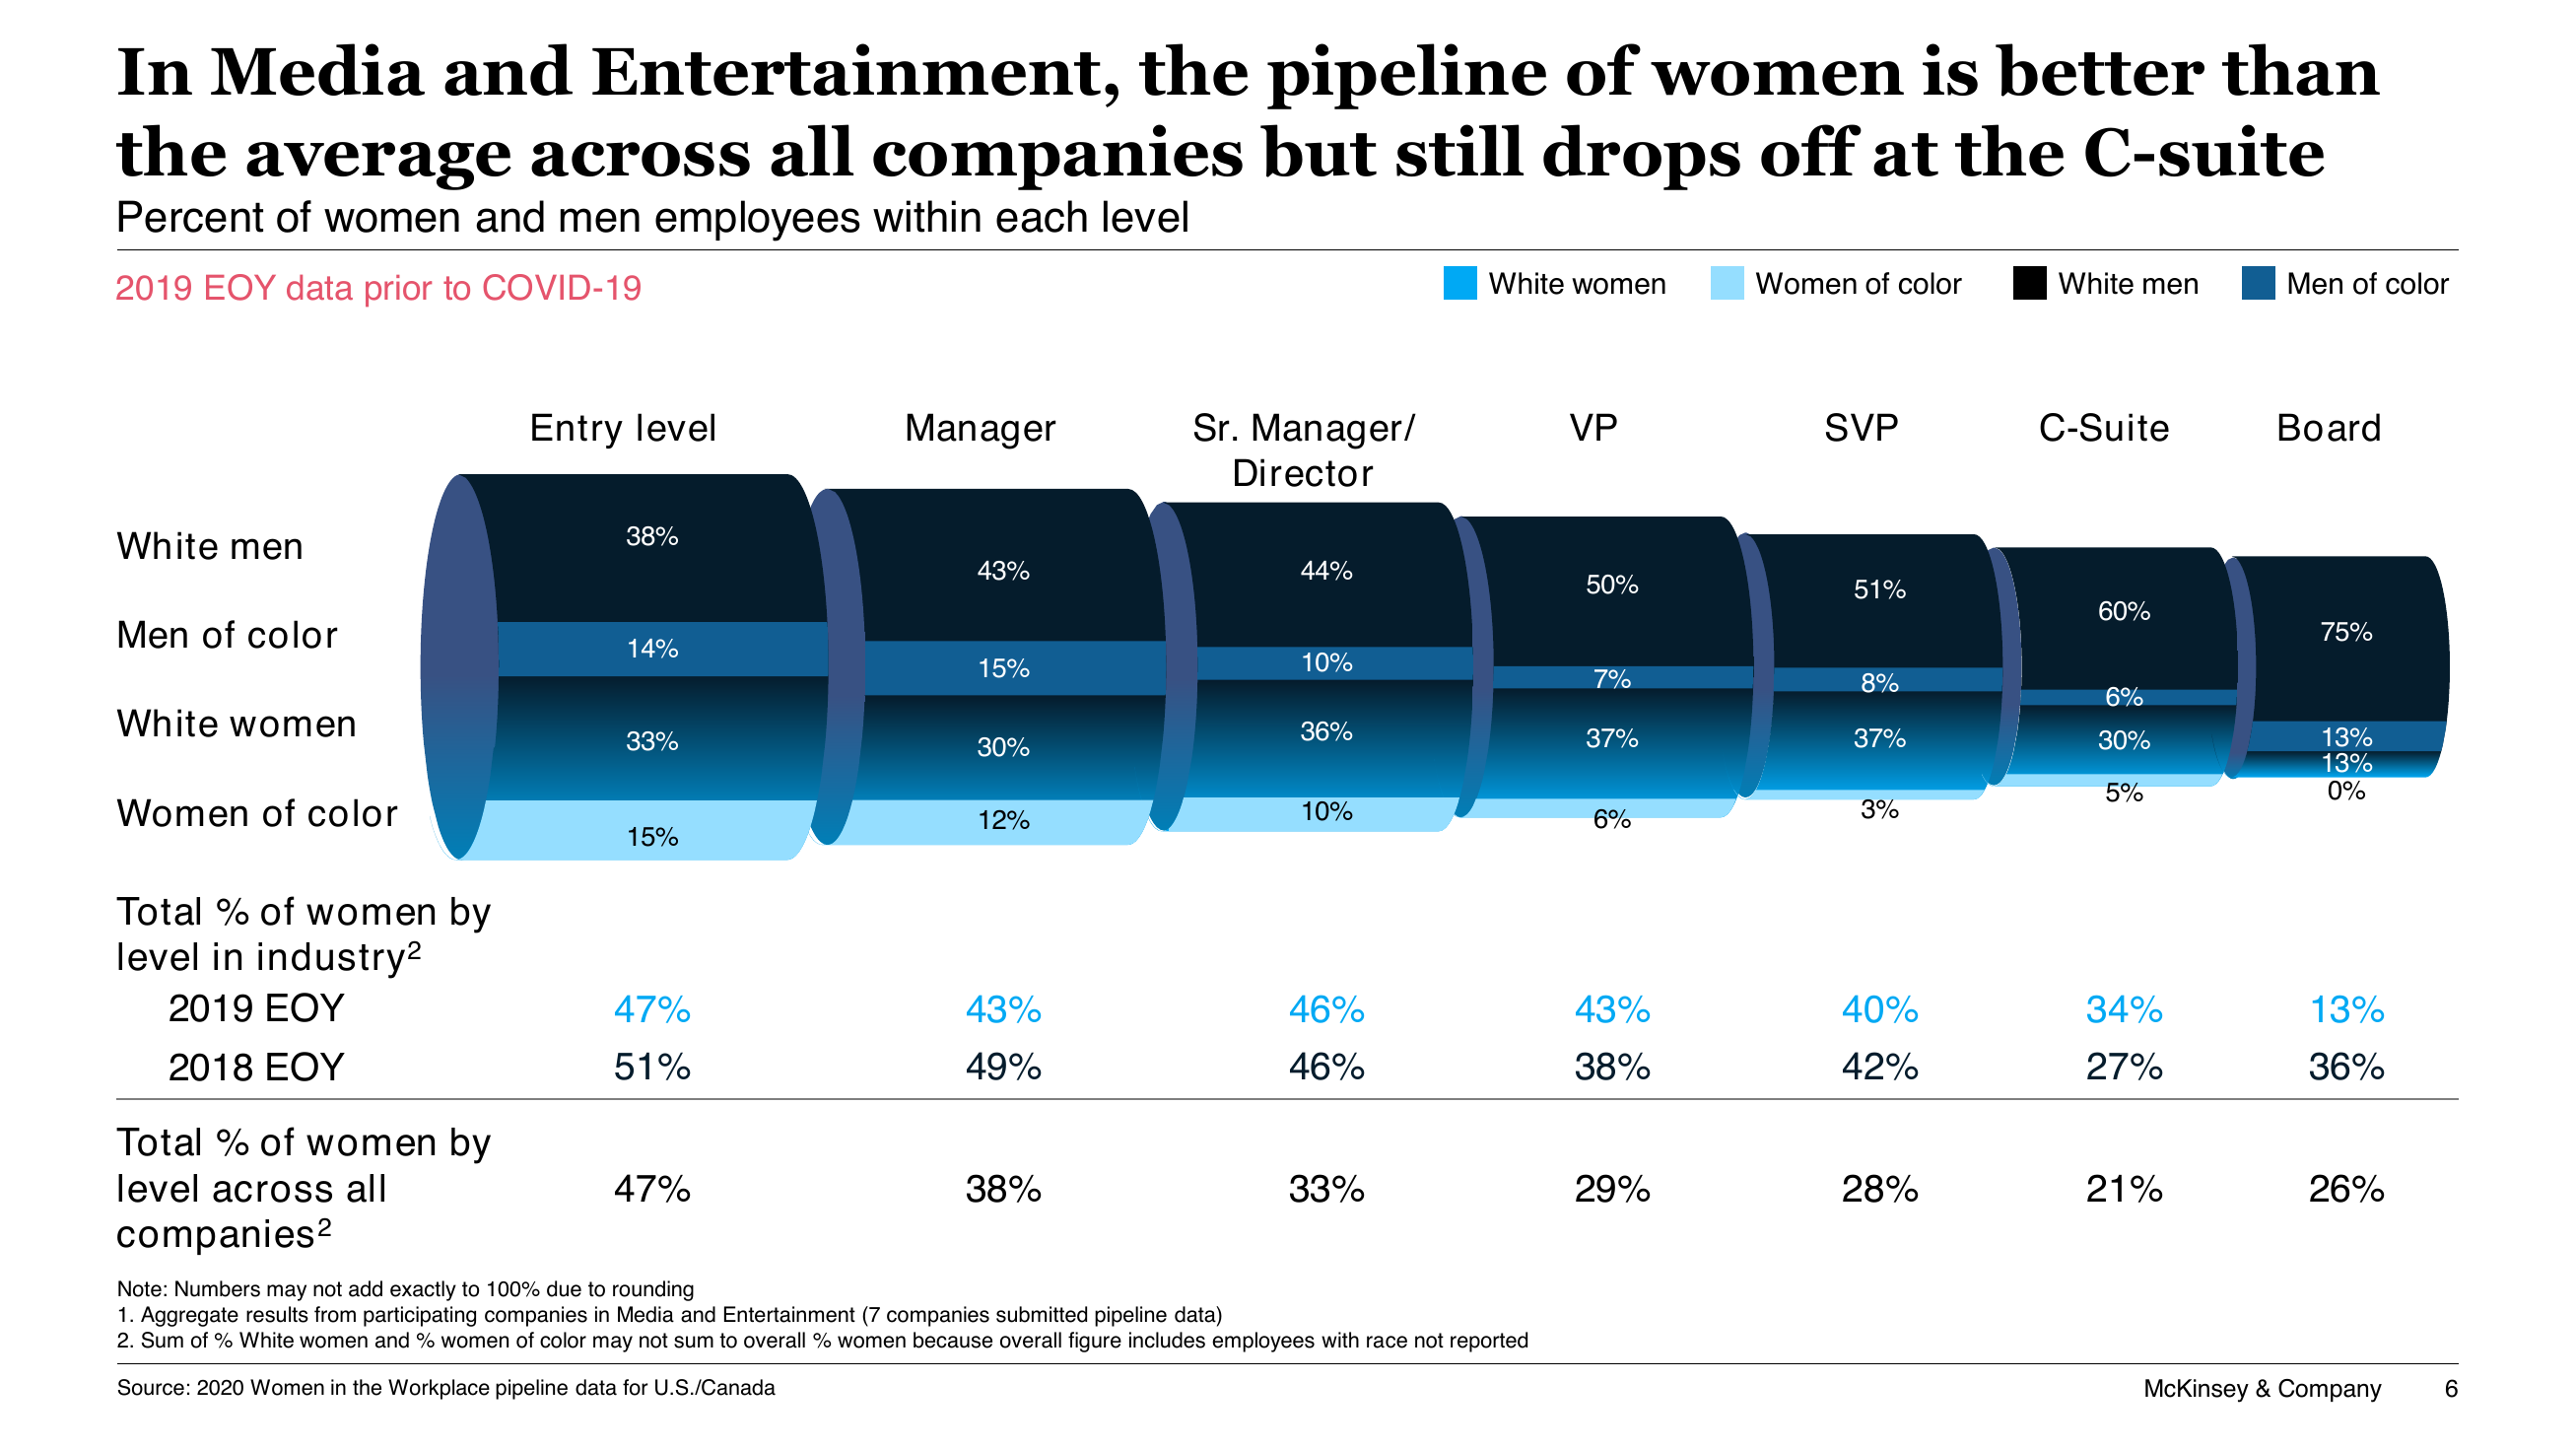 In Media and Entertainment, the pipeline of women is better than
the average across all companies but still drops off at the C-suite
Percent of women and men employees within each level
2019 EOY data prior to COVID-19
White women Women of color White men Men of color
Entry level Manager Sr. Manager/ VP SVP C-Suite Board
Director
White men 38% 43% 44% 50% 51% 60% 75%
Men of color 14% 15% 10% 7% 8% 6% 13%
White women 33% 30% 36% 37% 37% 30% 13%
Women of color 15% 12% 10% 6% 3% 5% 0%
Total % of women by
level in industry²
2019 EOY 47% 43% 46% 43% 40% 34% 13%
2018 EOY 51% 49% 46% 38% 42% 27% 36%
Total % of women by
level across all 47% 38% 33% 29% 28% 21% 26%
companies²
Note: Numbers may not add exactly to 100% due to rounding
1. Aggregate results from participating companies in Media and Entertainment (7 companies submitted pipeline data)
2. Sum of % White women and % women of color may not sum to overall % women because overall figure includes employees with race not reported
Source: 2020 Women in the Workplace pipeline data for U.S./Canada
McKinsey & Company 6